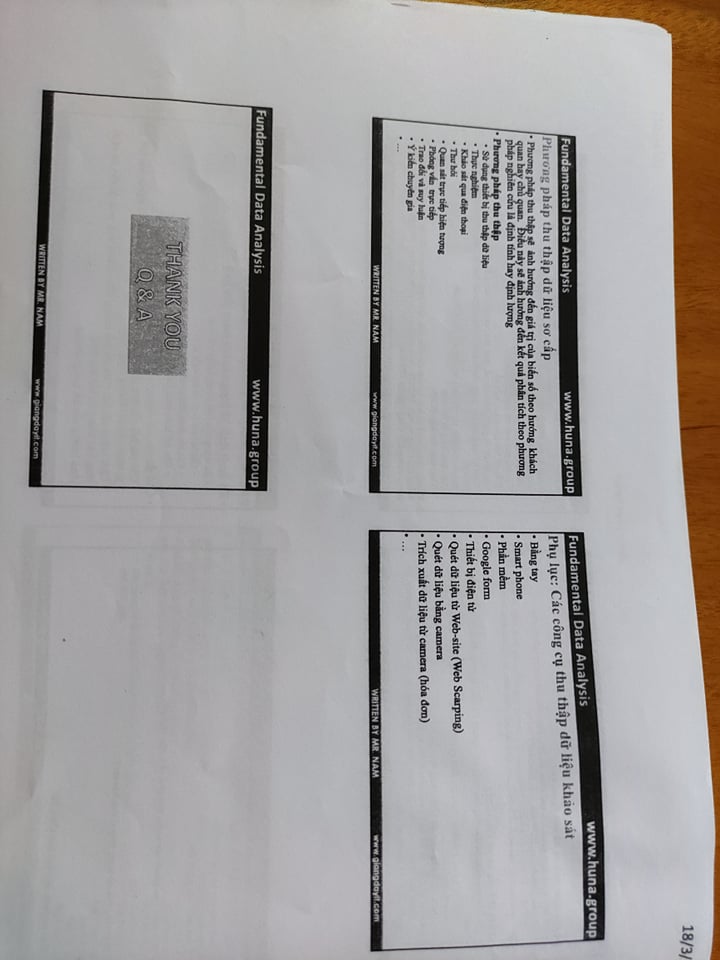 18/3/
Fundamental Data Analysis www.huna.group
Phương pháp thu thập dữ liệu sơ cấp
• Phương pháp thu thập sẽ ảnh hưởng đến giá trị của biến số theo hướng khách
quan hay chủ quan. Điều này sẽ ảnh hưởng đến kết quả phân tích theo phương
pháp nghiên cứu là định tính hay định lượng
• Phương pháp thu thập
• Sử dụng thiết bị thu thập dữ liệu
• Thực nghiệm
• Khảo sát qua điện thoại
• Thư hỏi
• Quan sát trực tiếp hiện tượng
• Phỏng vấn trực tiếp
• Trao đổi và suy luận
• Ý kiến chuyên gia
• ...
WRITTEN BY MR. NAM www.giangdayit.com
Fundamental Data Analysis www.huna.group
Phụ lục: Các công cụ thu thập dữ liệu khảo sát
• Bằng tay
• Smart phone
• Phần mềm
• Google form
• Thiết bị điện tử
• Quét dữ liệu từ Web-site (Web Scarping)
• Quét dữ liệu bằng camera
• Trích xuất dữ liệu từ camera (hóa đơn)
• ...
WRITTEN BY MR. NAM www.giangdayit.com
Fundamental Data Analysis www.huna.group
THANK YOU
Q & A
WRITTEN BY MR. NAM www.giangdayit.com